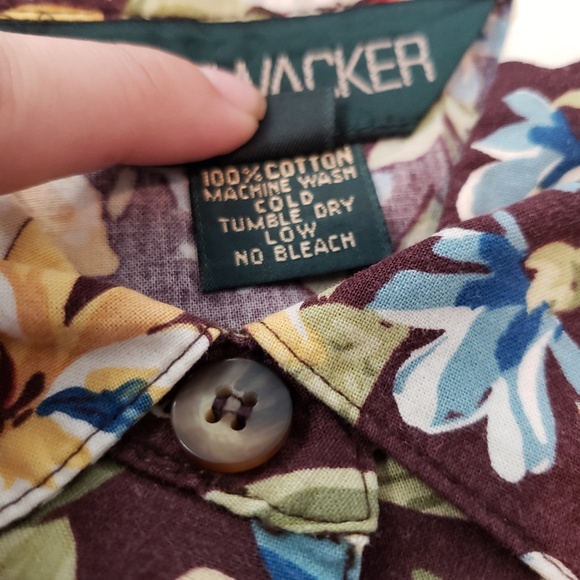 WACKER
100% COTTON
MACHINE WASH
COLD
TUMBLE DRY
LOW
NO BLEACH